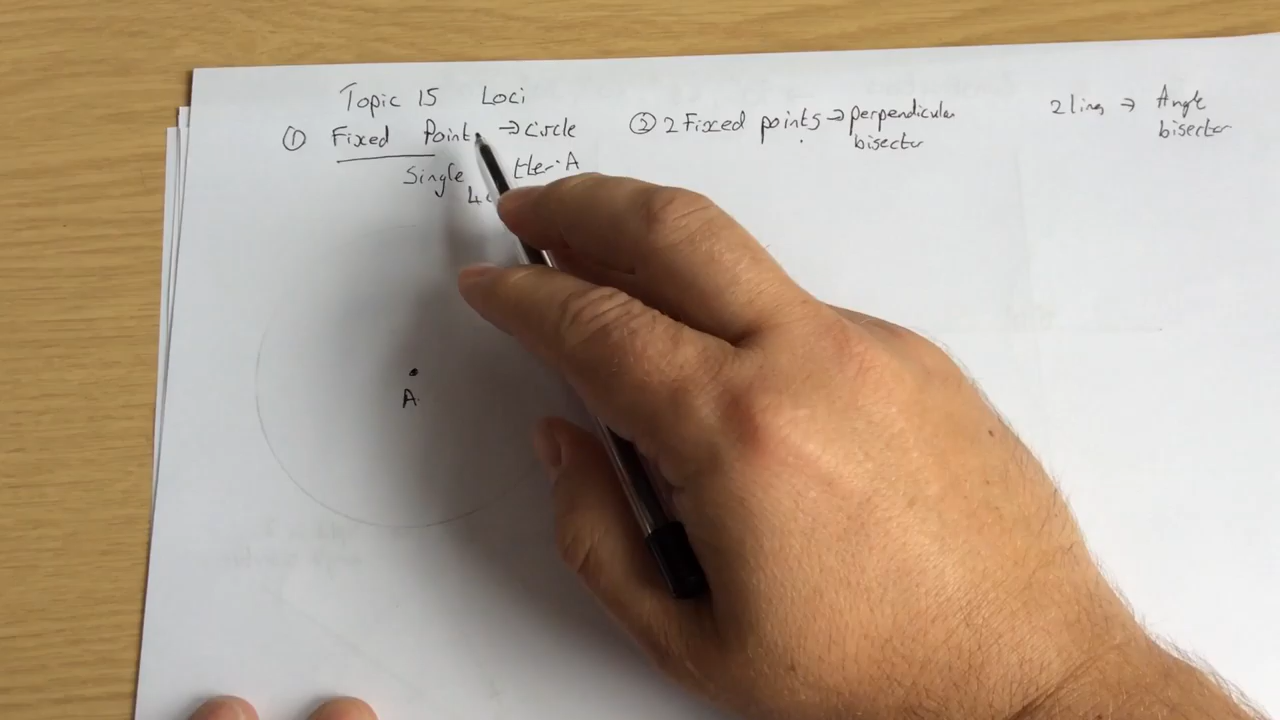 Topic 15 Loci
① Fixed Point → Circle
Single A
② 2 Fixed points → perpendicular
bisector
2 lines → Angle
bisector
A